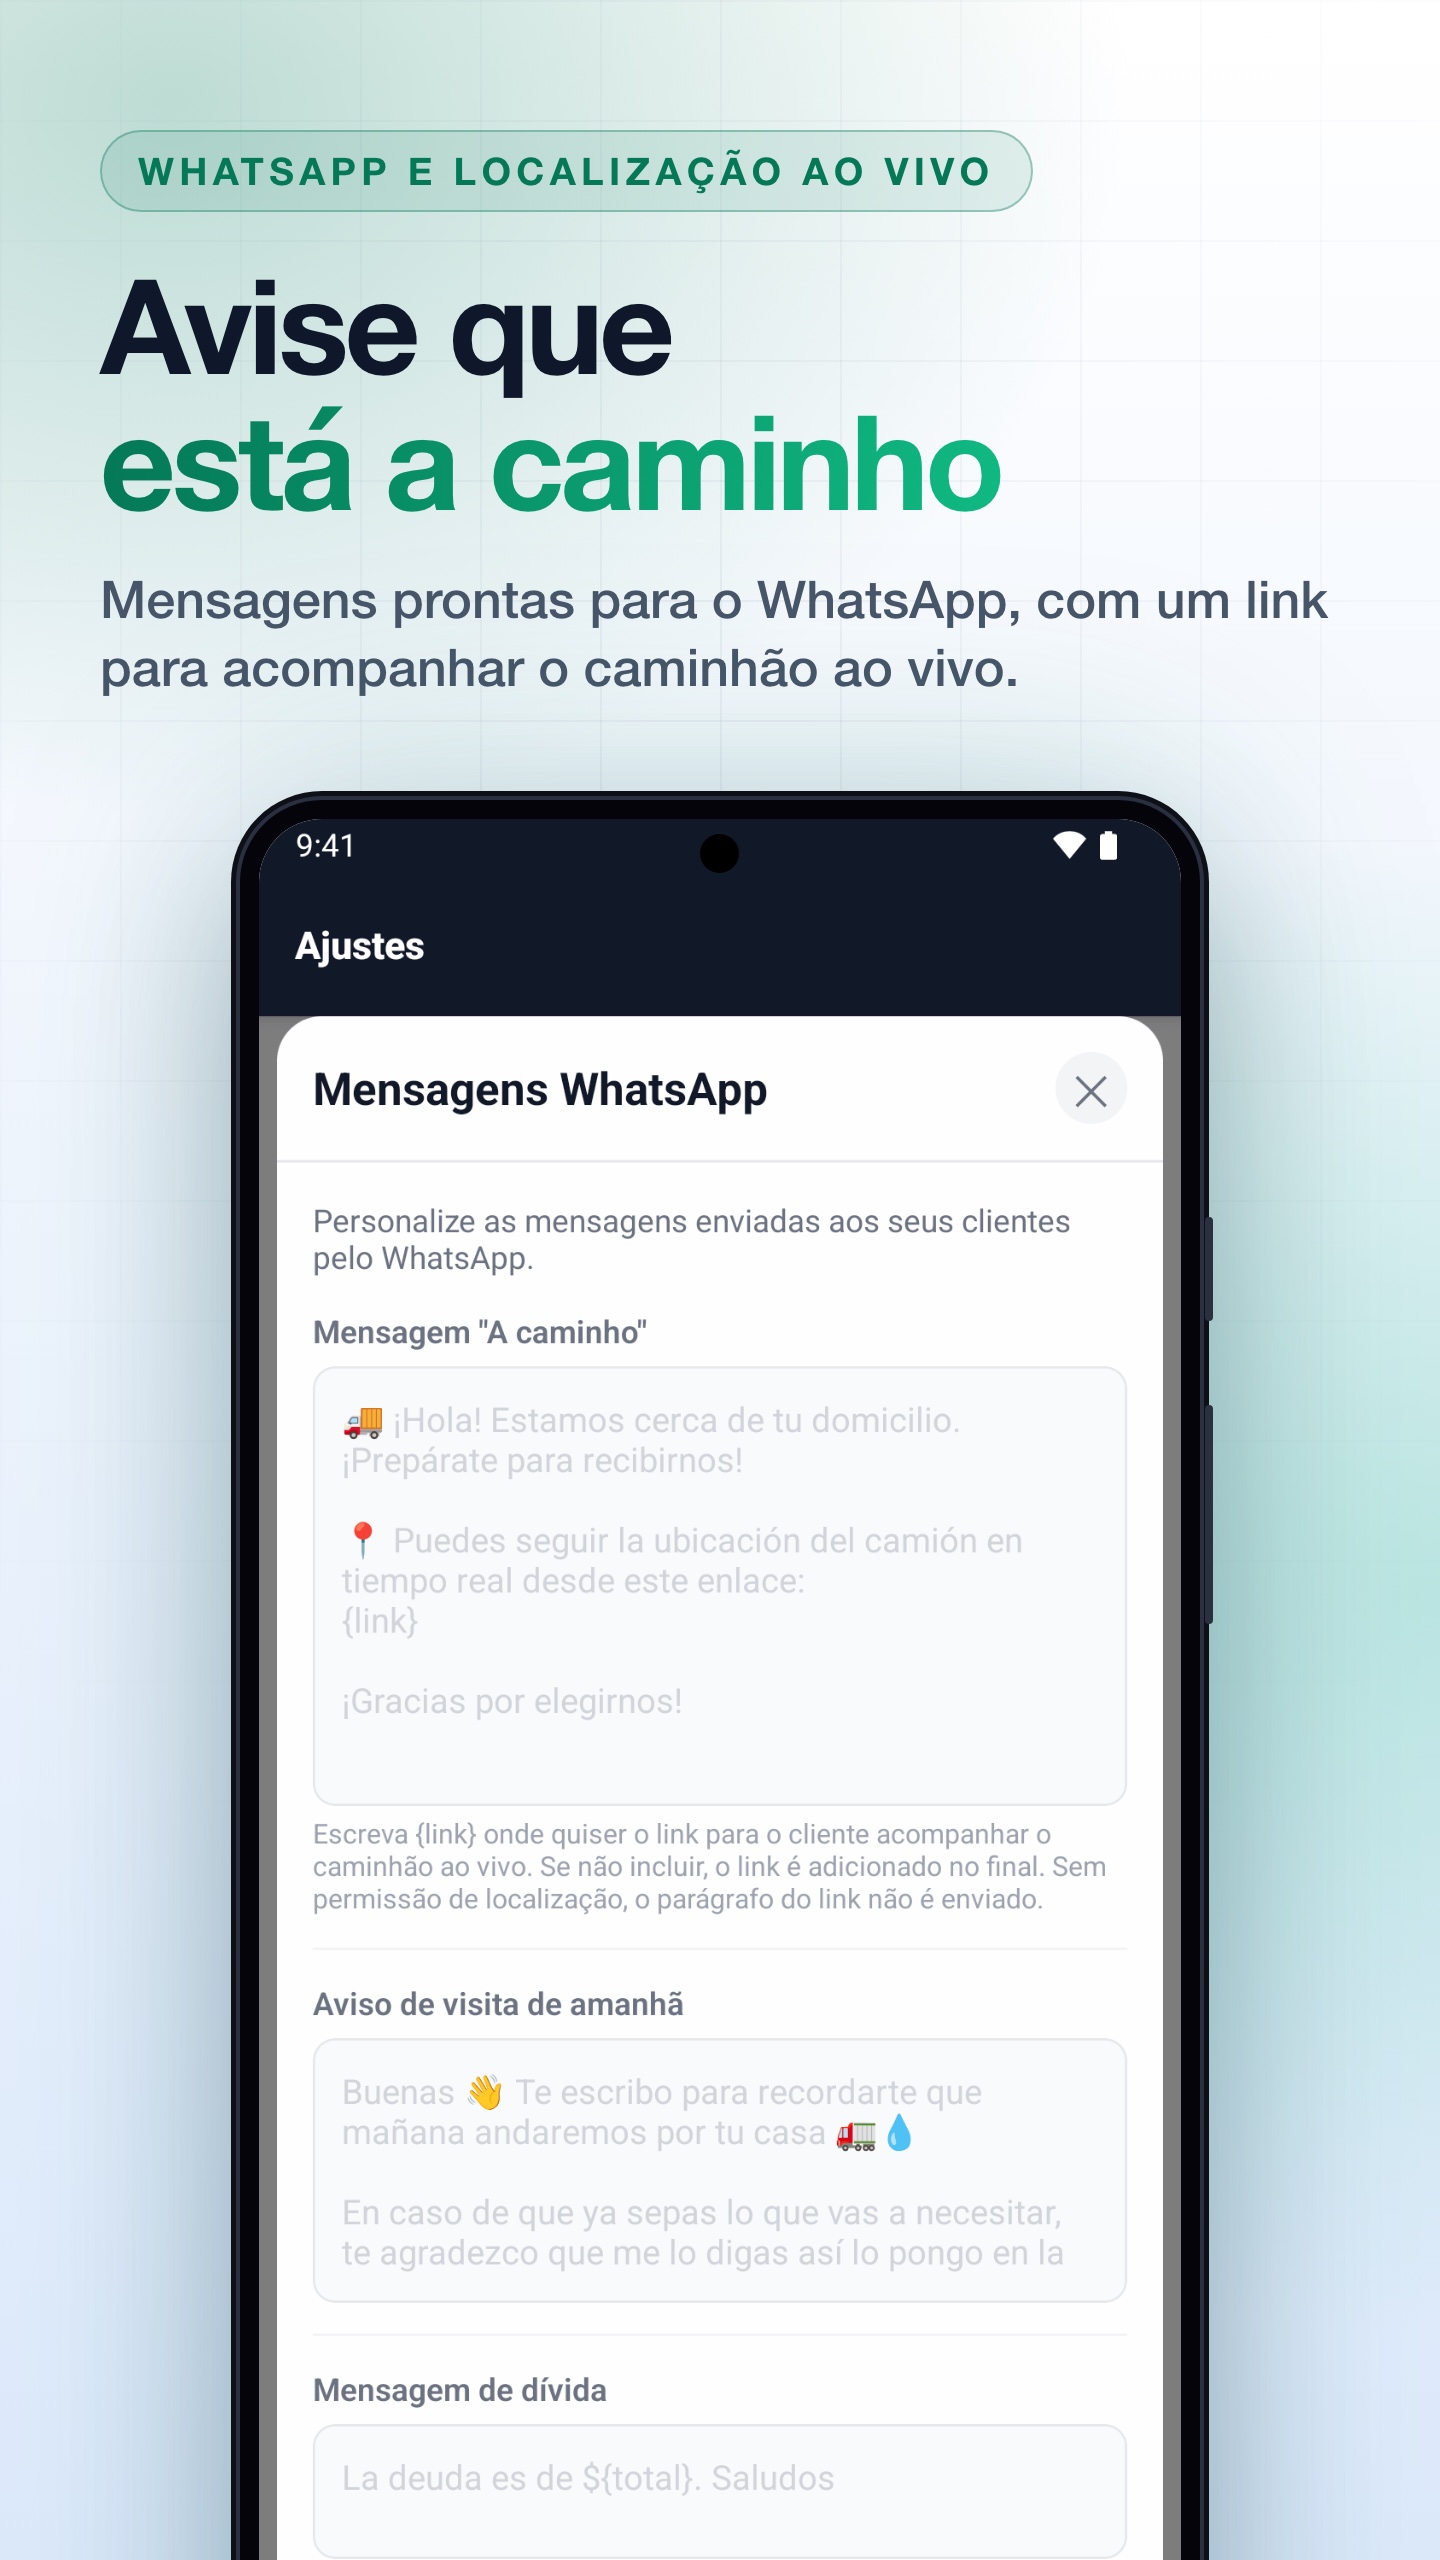 WHATSAPP E LOCALIZAÇÃO AO VIVO
Avise que
está a caminho
Mensagens prontas para o WhatsApp, com um link
para acompanhar o caminhão ao vivo.
9:41
Ajustes
Mensagens WhatsApp
Personalize as mensagens enviadas aos seus clientes
pelo WhatsApp.
Mensagem "A caminho"
🚚 ¡Hola! Estamos cerca de tu domicilio.
¡Prepárate para recibirnos!
📍 Puedes seguir la ubicación del camión en
tiempo real desde este enlace:
{link}
¡Gracias por elegirnos!
Escreva {link} onde quiser o link para o cliente acompanhar o
caminhão ao vivo. Se não incluir, o link é adicionado no final. Sem
permissão de localização, o parágrafo do link não é enviado.
Aviso de visita de amanhã
Buenas 👋 Te escribo para recordarte que
mañana andaremos por tu casa 🚛💧
En caso de que ya sepas lo que vas a necesitar,
te agradezco que me lo digas así lo pongo en la
Mensagem de dívida
La deuda es de ${total}. Saludos